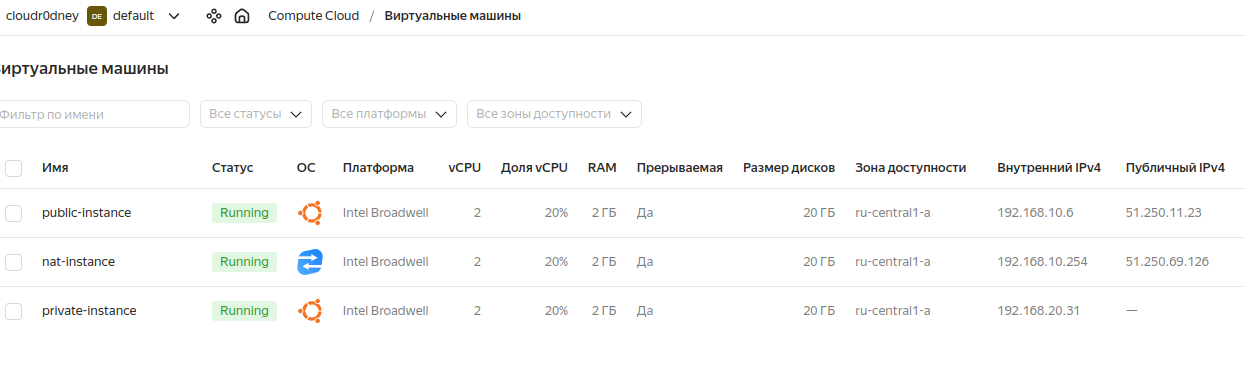 cloudr0dney DE default Compute Cloud / Виртуальные машины
Виртуальные машины
Фильтр по имени Все статусы Все платформы Все зоны доступности
Имя Статус ОС Платформа vCPU Доля vCPU RAM Прерываемая Размер дисков Зона доступности Внутренний IPv4 Публичный IPv4
public-instance Running Intel Broadwell 2 20% 2 ГБ Да 20 ГБ ru-central1-a 192.168.10.6 51.250.11.23
nat-instance Running Intel Broadwell 2 20% 2 ГБ Да 20 ГБ ru-central1-a 192.168.10.254 51.250.69.126
private-instance Running Intel Broadwell 2 20% 2 ГБ Да 20 ГБ ru-central1-a 192.168.20.31 —